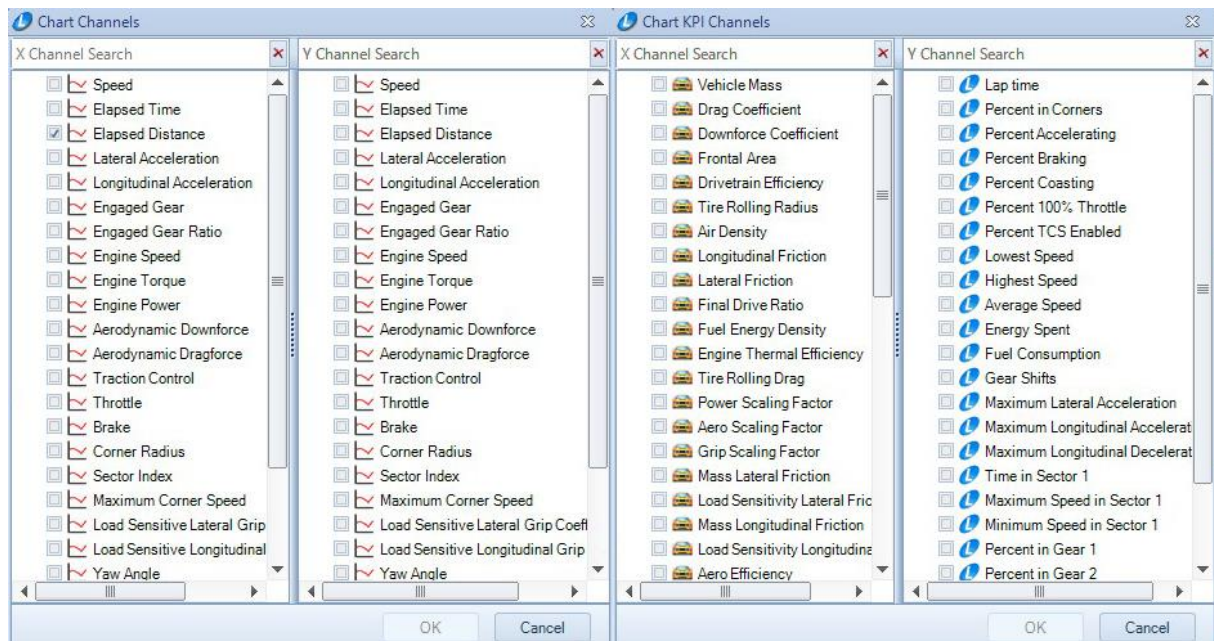 Chart Channels
X Channel Search
Speed
Elapsed Time
Elapsed Distance
Lateral Acceleration
Longitudinal Acceleration
Engaged Gear
Engaged Gear Ratio
Engine Speed
Engine Torque
Engine Power
Aerodynamic Downforce
Aerodynamic Dragforce
Traction Control
Throttle
Brake
Corner Radius
Sector Index
Maximum Corner Speed
Load Sensitive Lateral Grip
Load Sensitive Longitudinal
Yaw Angle
Y Channel Search
Speed
Elapsed Time
Elapsed Distance
Lateral Acceleration
Longitudinal Acceleration
Engaged Gear
Engaged Gear Ratio
Engine Speed
Engine Torque
Engine Power
Aerodynamic Downforce
Aerodynamic Dragforce
Traction Control
Throttle
Brake
Corner Radius
Sector Index
Maximum Corner Speed
Load Sensitive Lateral Grip Coeff
Load Sensitive Longitudinal Grip
Yaw Angle
OK
Cancel
Chart KPI Channels
X Channel Search
Vehicle Mass
Drag Coefficient
Downforce Coefficient
Frontal Area
Drivetrain Efficiency
Tire Rolling Radius
Air Density
Longitudinal Friction
Lateral Friction
Final Drive Ratio
Fuel Energy Density
Engine Thermal Efficiency
Tire Rolling Drag
Power Scaling Factor
Aero Scaling Factor
Grip Scaling Factor
Mass Lateral Friction
Load Sensitivity Lateral Fric
Mass Longitudinal Friction
Load Sensitivity Longitudina
Aero Efficiency
Y Channel Search
Lap time
Percent in Corners
Percent Accelerating
Percent Braking
Percent Coasting
Percent 100% Throttle
Percent TCS Enabled
Lowest Speed
Highest Speed
Average Speed
Energy Spent
Fuel Consumption
Gear Shifts
Maximum Lateral Acceleration
Maximum Longitudinal Accelerat
Maximum Longitudinal Decelerat
Time in Sector 1
Maximum Speed in Sector 1
Minimum Speed in Sector 1
Percent in Gear 1
Percent in Gear 2
OK
Cancel